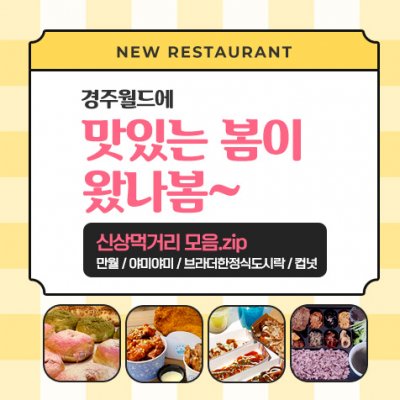 NEW RESTAURANT
경주월드에
맛있는 봄이
왔나봄~
신상먹거리 모음.zip
만월 / 야미야미 / 브라더한정식도시락 / 컵넛